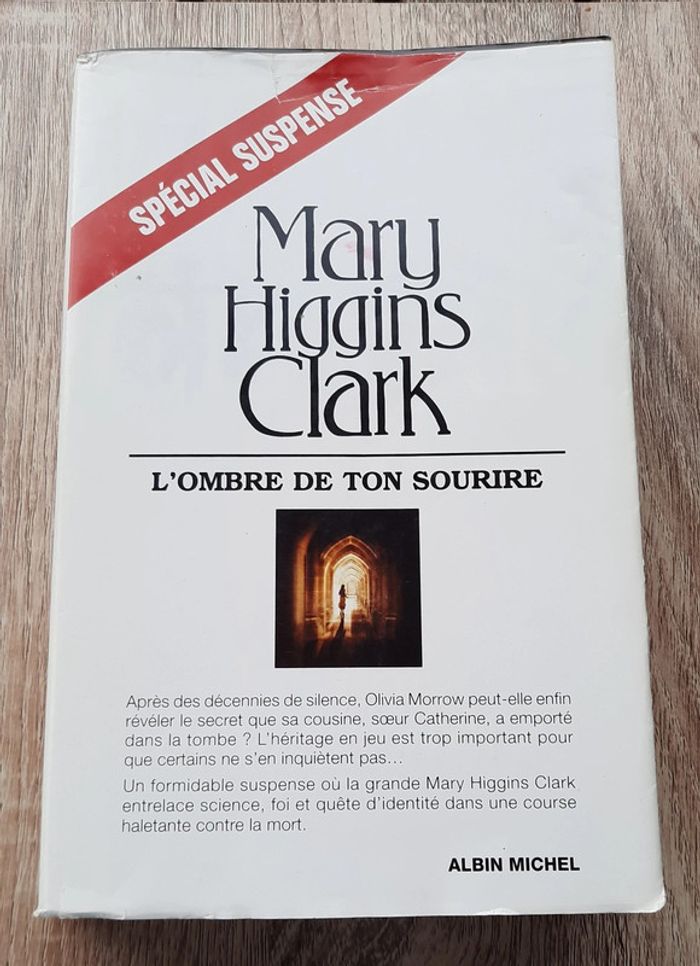 SPÉCIAL SUSPENSE
Mary
Higgins
Clark
L'OMBRE DE TON SOURIRE
Après des décennies de silence, Olivia Morrow peut-elle enfin
révéler le secret que sa cousine, sœur Catherine, a emporté
dans la tombe ? L'héritage en jeu est trop important pour
que certains ne s'en inquiètent pas...
Un formidable suspense où la grande Mary Higgins Clark
entrelace science, foi et quête d'identité dans une course
haletante contre la mort.
ALBIN MICHEL